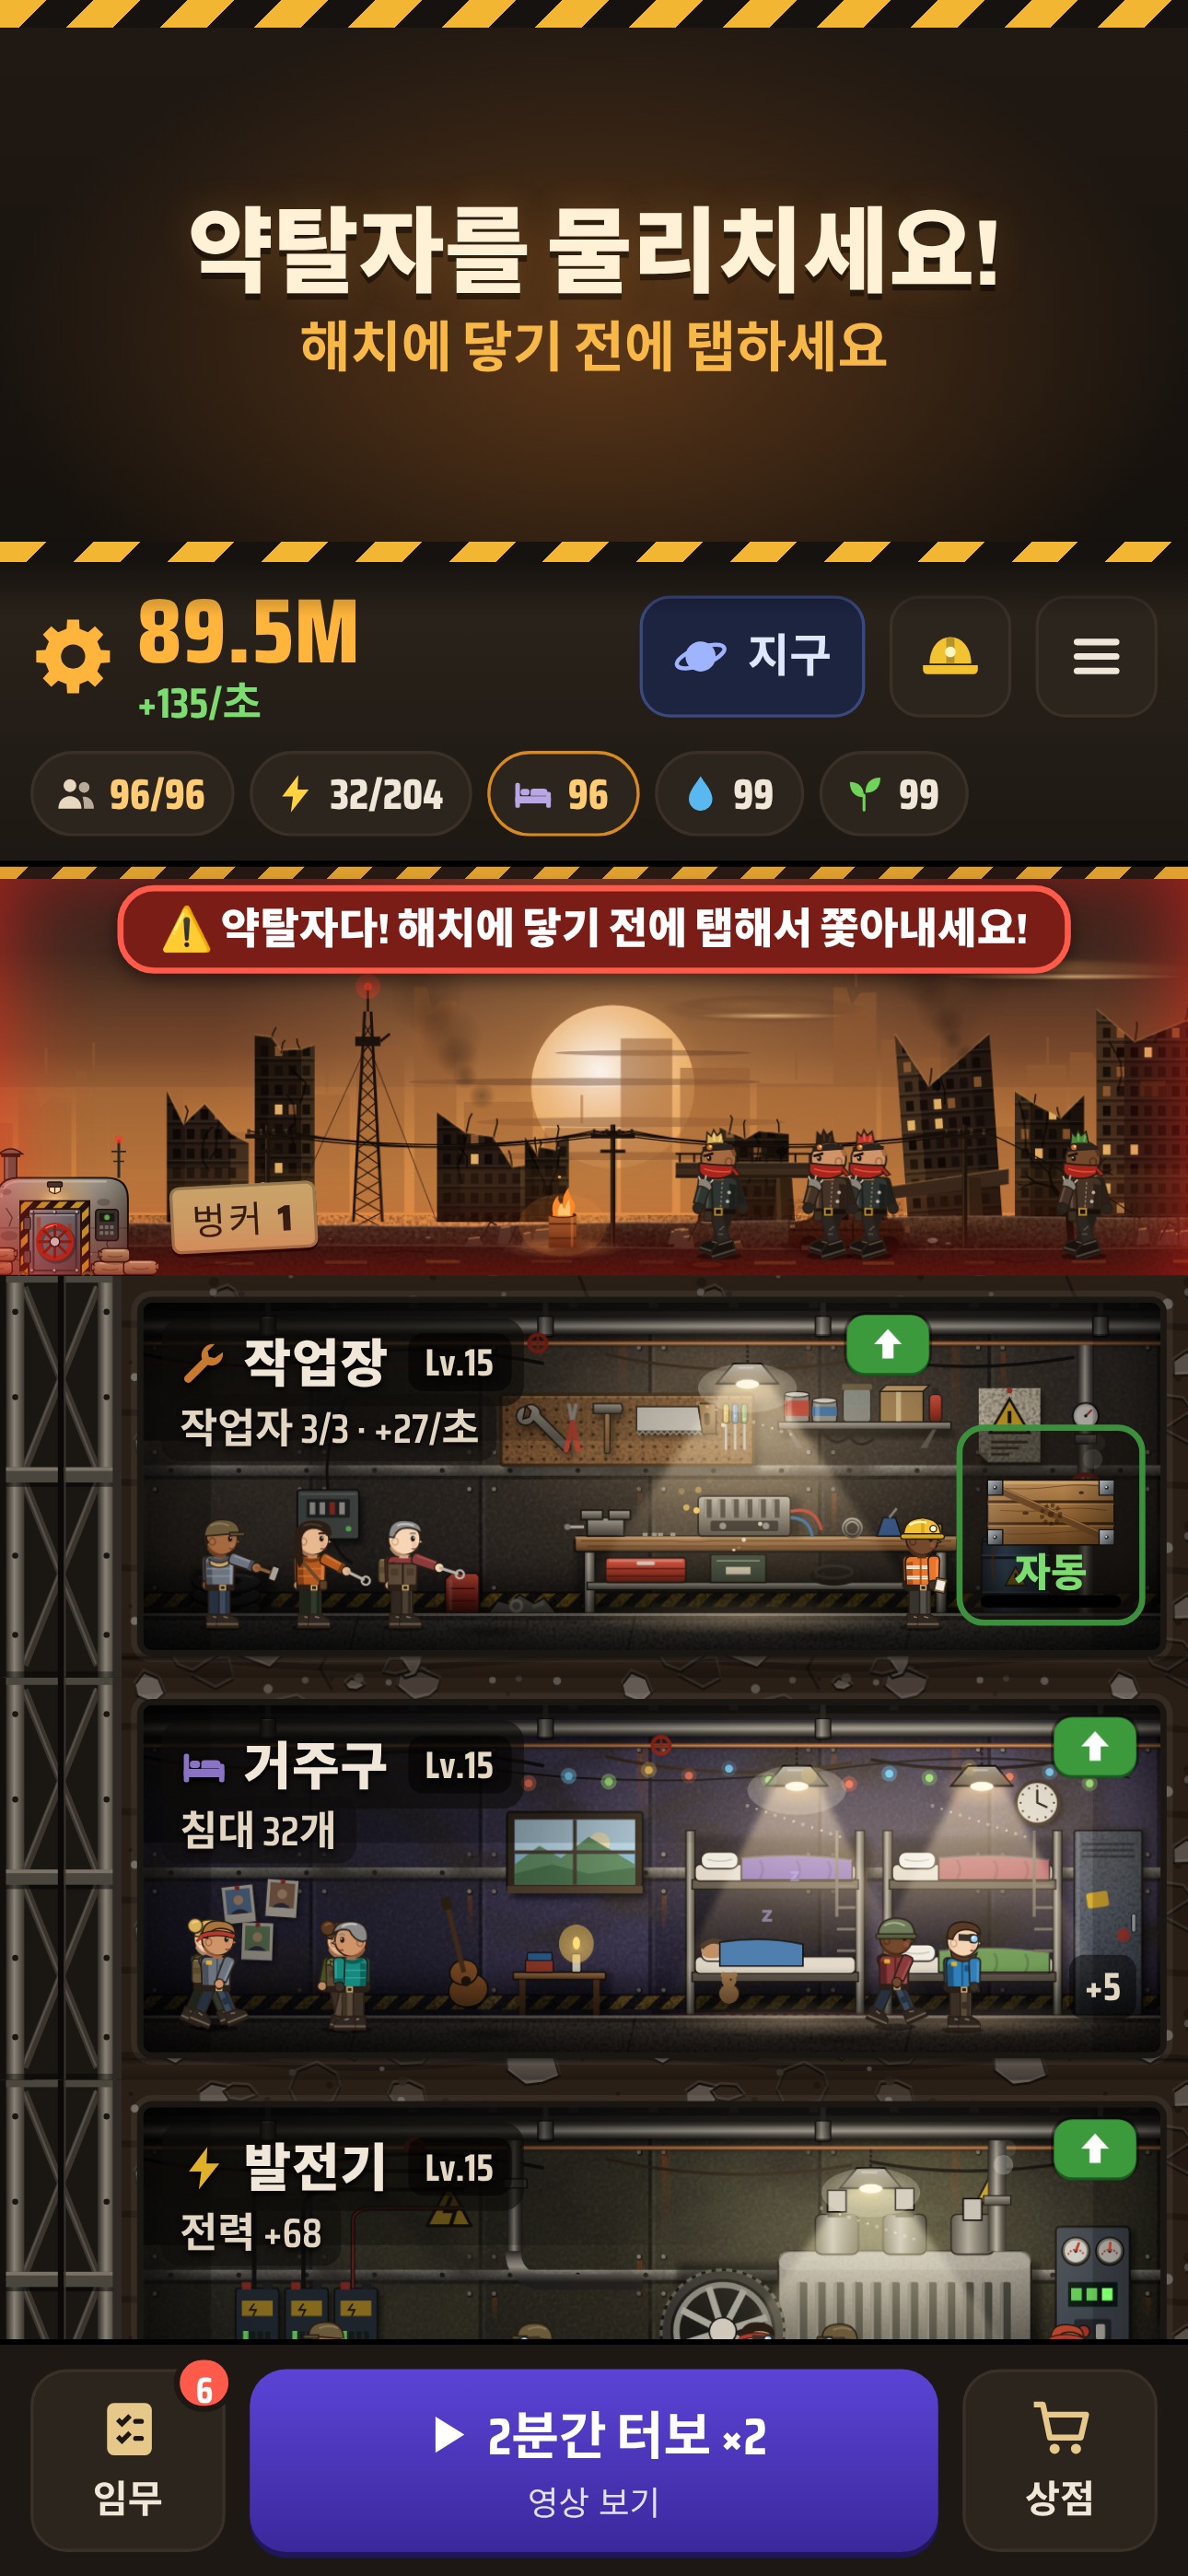 약탈자를 물리치세요!
해치에 닿기 전에 탭하세요
89.5M
+135/초
지구
96/96
32/204
96
99
99
약탈자다! 해치에 닿기 전에 탭해서 쫓아내세요!
벙커 1
작업장 Lv.15
작업자 3/3 · +27/초
자동
거주구 Lv.15
침대 32개
z
z
+5
발전기 Lv.15
전력 +68
6
임무
2분간 터보 ×2
영상 보기
상점